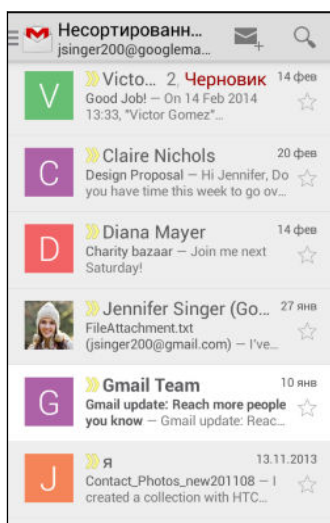 Несортированн...
jsinger200@googlema...
V
Victo... 2, Черновик 14 фев
Good Job! – On 14 Feb 2014
13:33, "Victor Gomez"...
C
Claire Nichols 20 фев
Design Proposal – Hi Jennifer, Do
you have time this week to go ov...
D
Diana Mayer 14 фев
Charity bazaar – Join me next
Saturday!
Jennifer Singer (Go... 27 янв
FileAttachment.txt
(jsinger200@gmail.com) – I've...
G
Gmail Team 10 янв
Gmail update: Reach more people
you know – Gmail update: Reac...
J
я 13.11.2013
Contact_Photos_new201108 – I
created a collection with HTC...